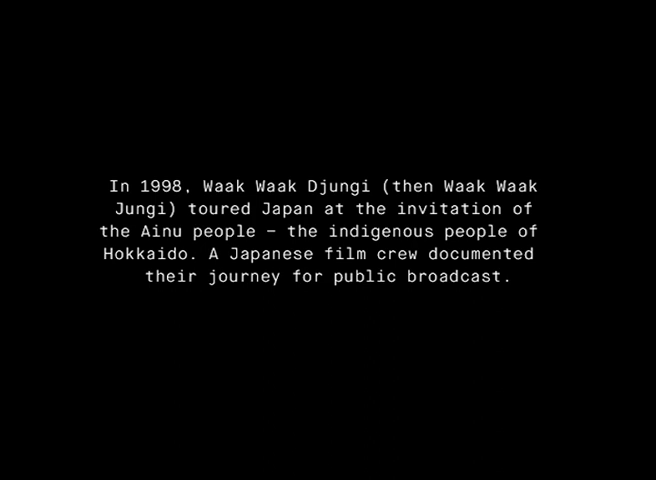 In 1998, Waak Waak Djungi (then Waak Waak
Jungi) toured Japan at the invitation of
the Ainu people – the indigenous people of
Hokkaido. A Japanese film crew documented
their journey for public broadcast.